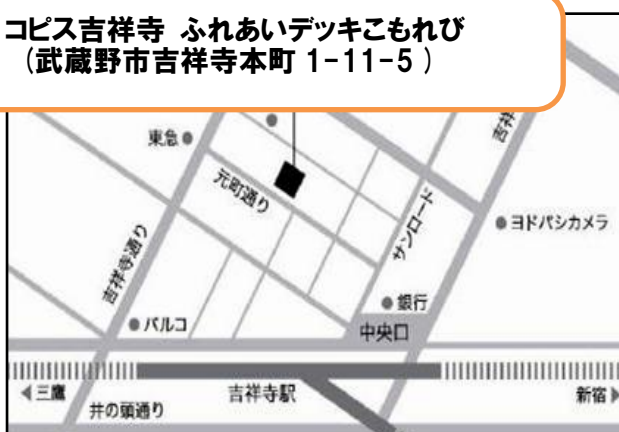 コピス吉祥寺 ふれあいデッキこもれび
(武蔵野市吉祥寺本町 1-11-5 )
東急
吉祥
元町通り
サンロード
ヨドバシカメラ
吉祥寺通り
銀行
パルコ
中央口
三鷹
吉祥寺駅
新宿
井の頭通り